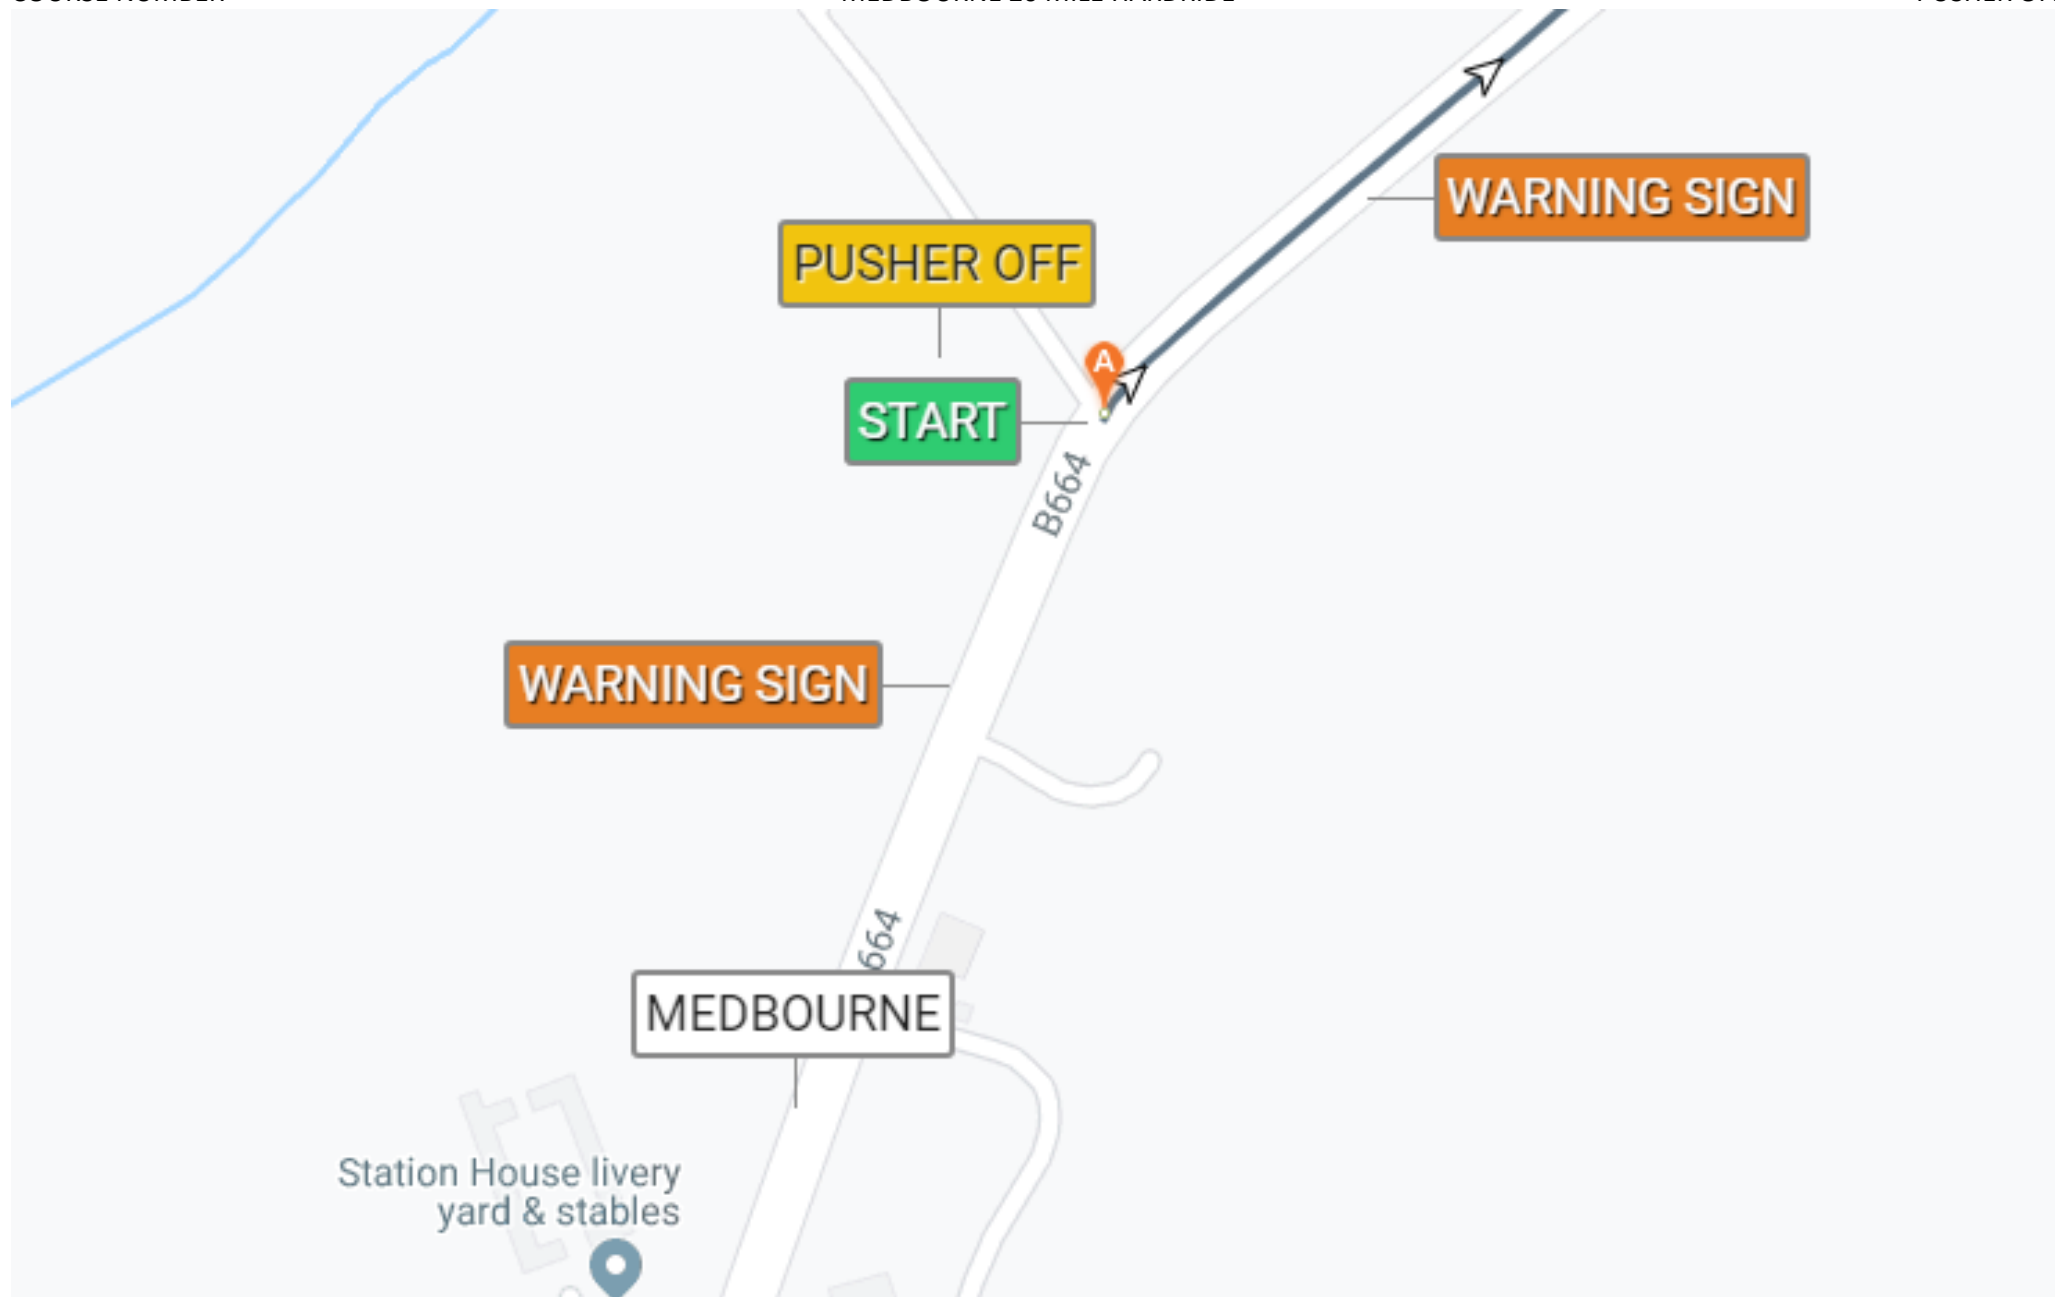 WARNING SIGN
PUSHER OFF
A
START
B664
WARNING SIGN
664
MEDBOURNE
Station House livery
yard & stables